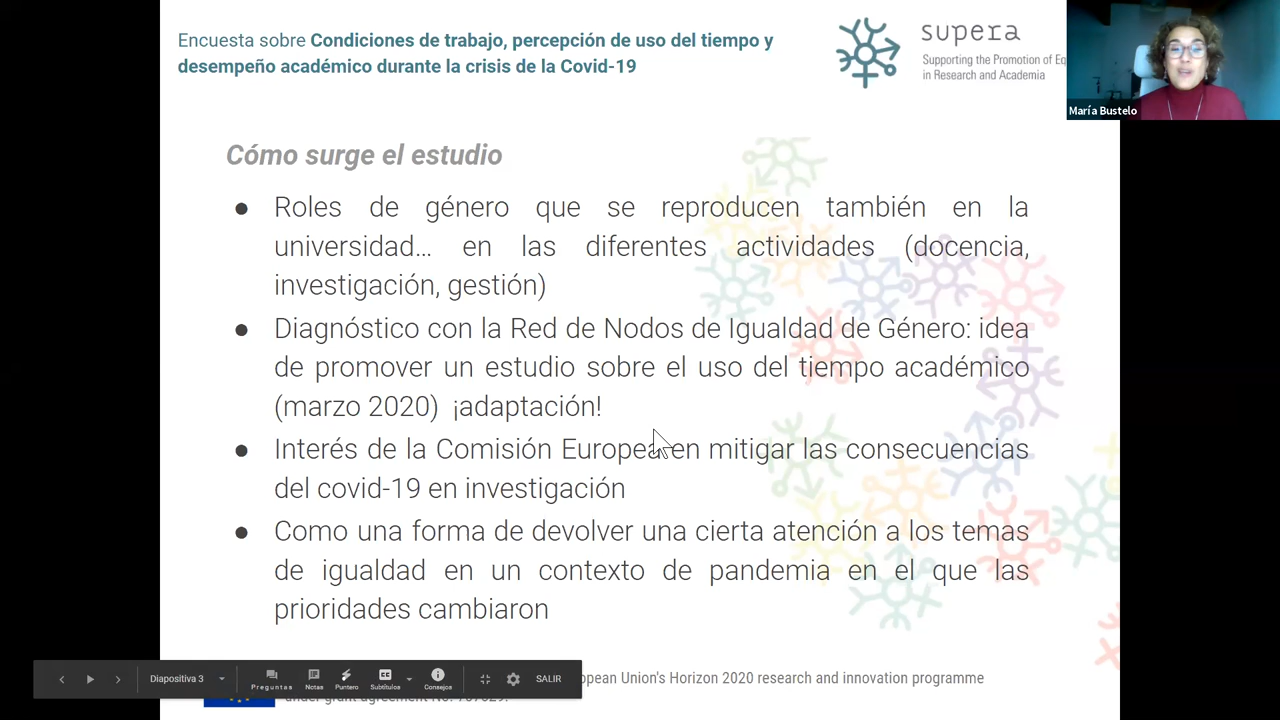 Encuesta sobre Condiciones de trabajo, percepción de uso del tiempo y
desempeño académico durante la crisis de la Covid-19
supera
Supporting the Promotion of Eq
in Research and Academia
María Bustelo
Cómo surge el estudio
● Roles de género que se reproducen también en la
universidad... en las diferentes actividades (docencia,
investigación, gestión)
● Diagnóstico con la Red de Nodos de Igualdad de Género: idea
de promover un estudio sobre el uso del tiempo académico
(marzo 2020) ¡adaptación!
● Interés de la Comisión Europea en mitigar las consecuencias
del covid-19 en investigación
● Como una forma de devolver una cierta atención a los temas
de igualdad en un contexto de pandemia en el que las
prioridades cambiaron
Diapositiva 3
Preguntas
Notas
Puntero
Subtítulos
Consejos
SALIR
opean Union's Horizon 2020 research and innovation programme